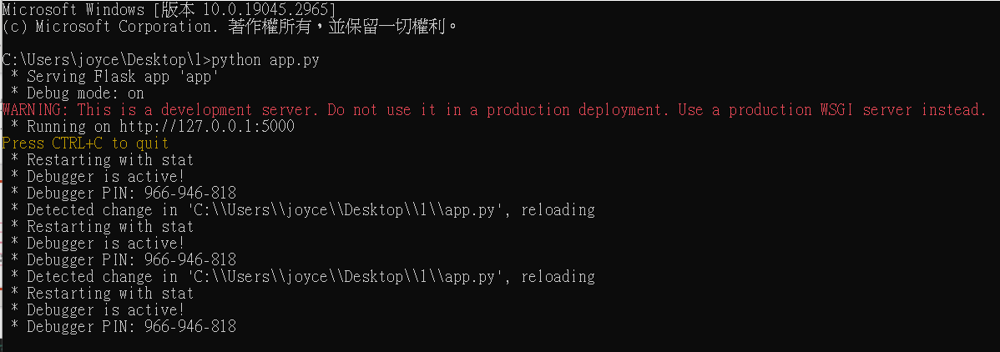 Microsoft Windows [版本 10.0.19045.2965]
(c) Microsoft Corporation. 著作權所有，並保留一切權利。
C:\Users\joyce\Desktop\1>python app.py
 * Serving Flask app 'app'
 * Debug mode: on
WARNING: This is a development server. Do not use it in a production deployment. Use a production WSGI server instead.
 * Running on http://127.0.0.1:5000
Press CTRL+C to quit
 * Restarting with stat
 * Debugger is active!
 * Debugger PIN: 966-946-818
 * Detected change in 'C:\\Users\\joyce\\Desktop\\1\\app.py', reloading
 * Restarting with stat
 * Debugger is active!
 * Debugger PIN: 966-946-818
 * Detected change in 'C:\\Users\\joyce\\Desktop\\1\\app.py', reloading
 * Restarting with stat
 * Debugger is active!
 * Debugger PIN: 966-946-818